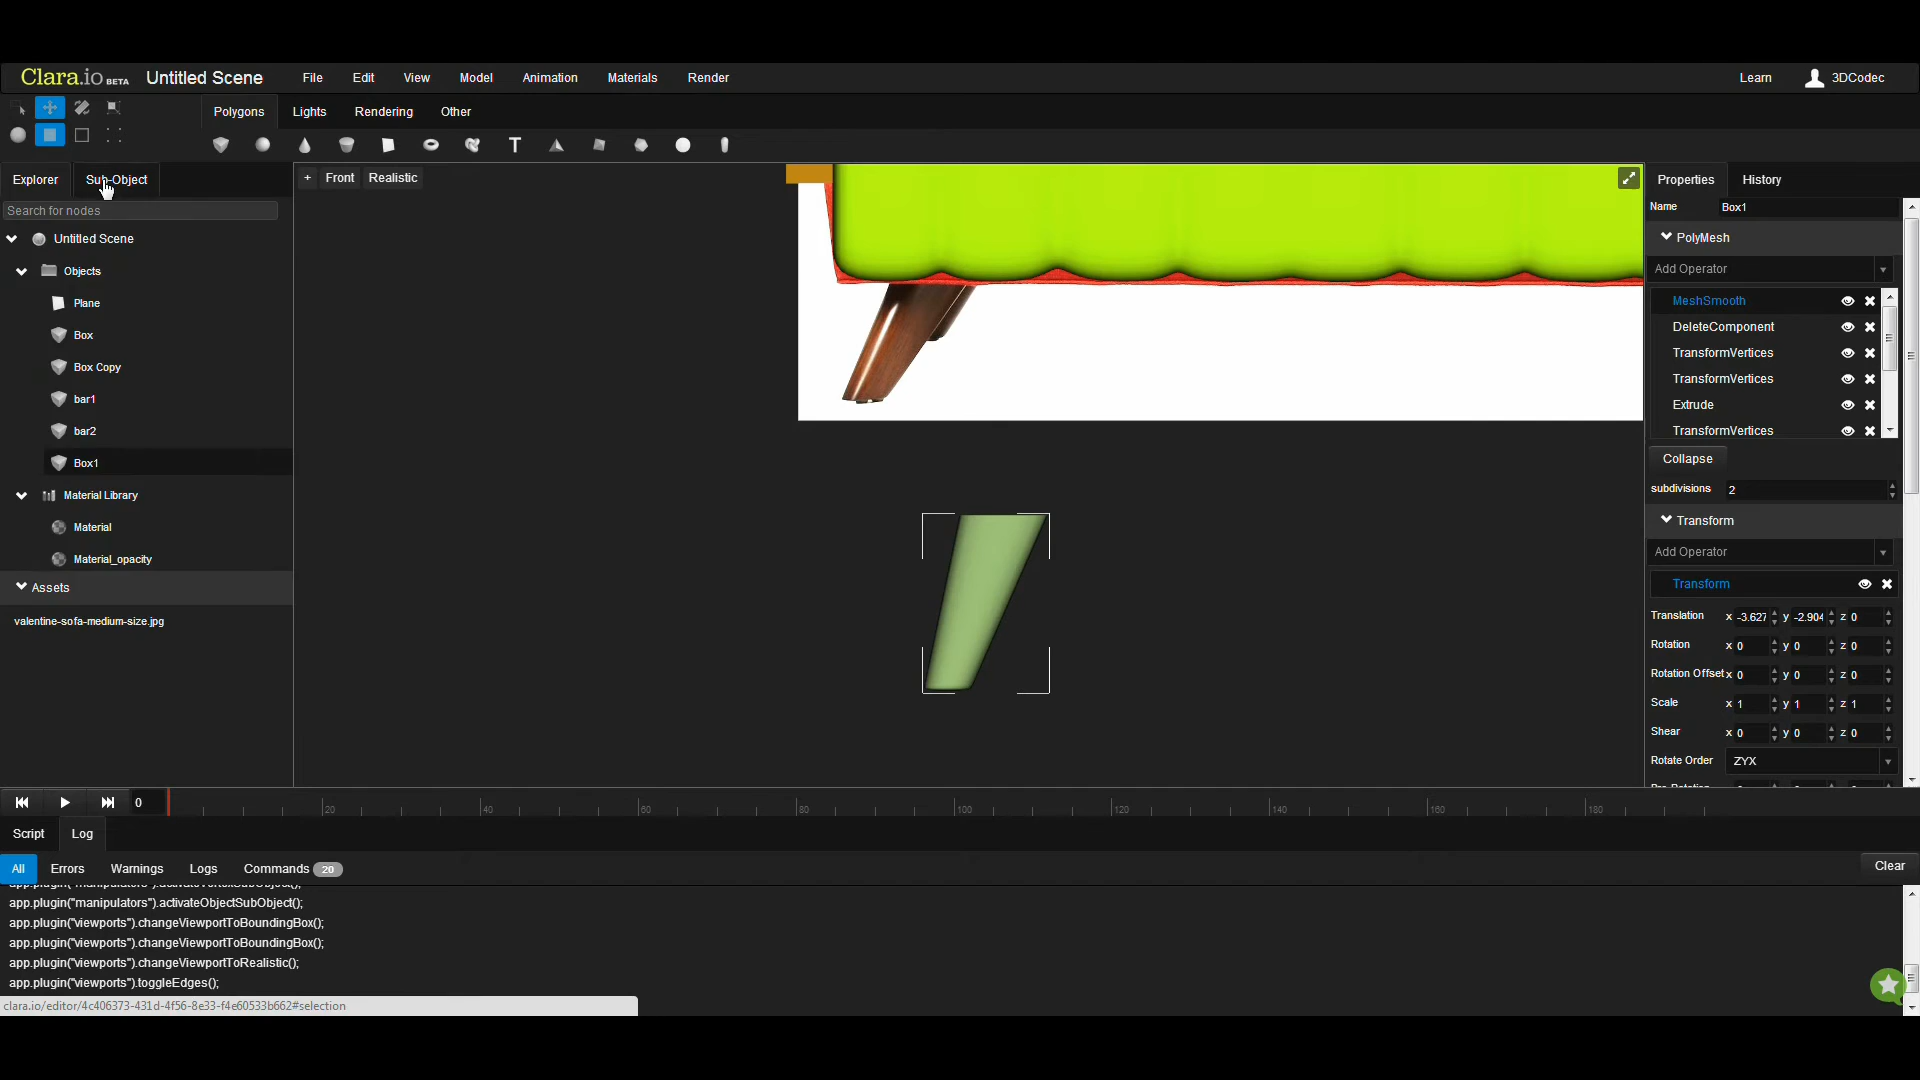 Clara.io BETA Untitled Scene File Edit View Model Animation Materials Render Learn 3DCodec
Polygons Lights Rendering Other
Explorer Sub-Object
+ Front Realistic
Properties History
Search for nodes
Name Box1
Untitled Scene
Objects
Plane
Box
Box Copy
bar1
bar2
Box1
Material Library
Material
Material_opacity
Assets
valentine-sofa-medium-size.jpg
PolyMesh
Add Operator
MeshSmooth
DeleteComponent
TransformVertices
TransformVertices
Extrude
TransformVertices
Collapse
subdivisions 2
Transform
Add Operator
Transform
Translation x -3.627 y -2.904 z 0
Rotation x 0 y 0 z 0
Rotation Offset x 0 y 0 z 0
Scale x 1 y 1 z 1
Shear x 0 y 0 z 0
Rotate Order ZYX
0 20 40 60 80 100 120 140 160 180
Script Log
All Errors Warnings Logs Commands 20 Clear
app.plugin("manipulators").activateVertexSubObject();
app.plugin("manipulators").activateObjectSubObject();
app.plugin("viewports").changeViewportToBoundingBox();
app.plugin("viewports").changeViewportToBoundingBox();
app.plugin("viewports").changeViewportToRealistic();
app.plugin("viewports").toggleEdges();
clara.io/editor/4c406373-431d-4f56-8e33-f4e60533b662#selection